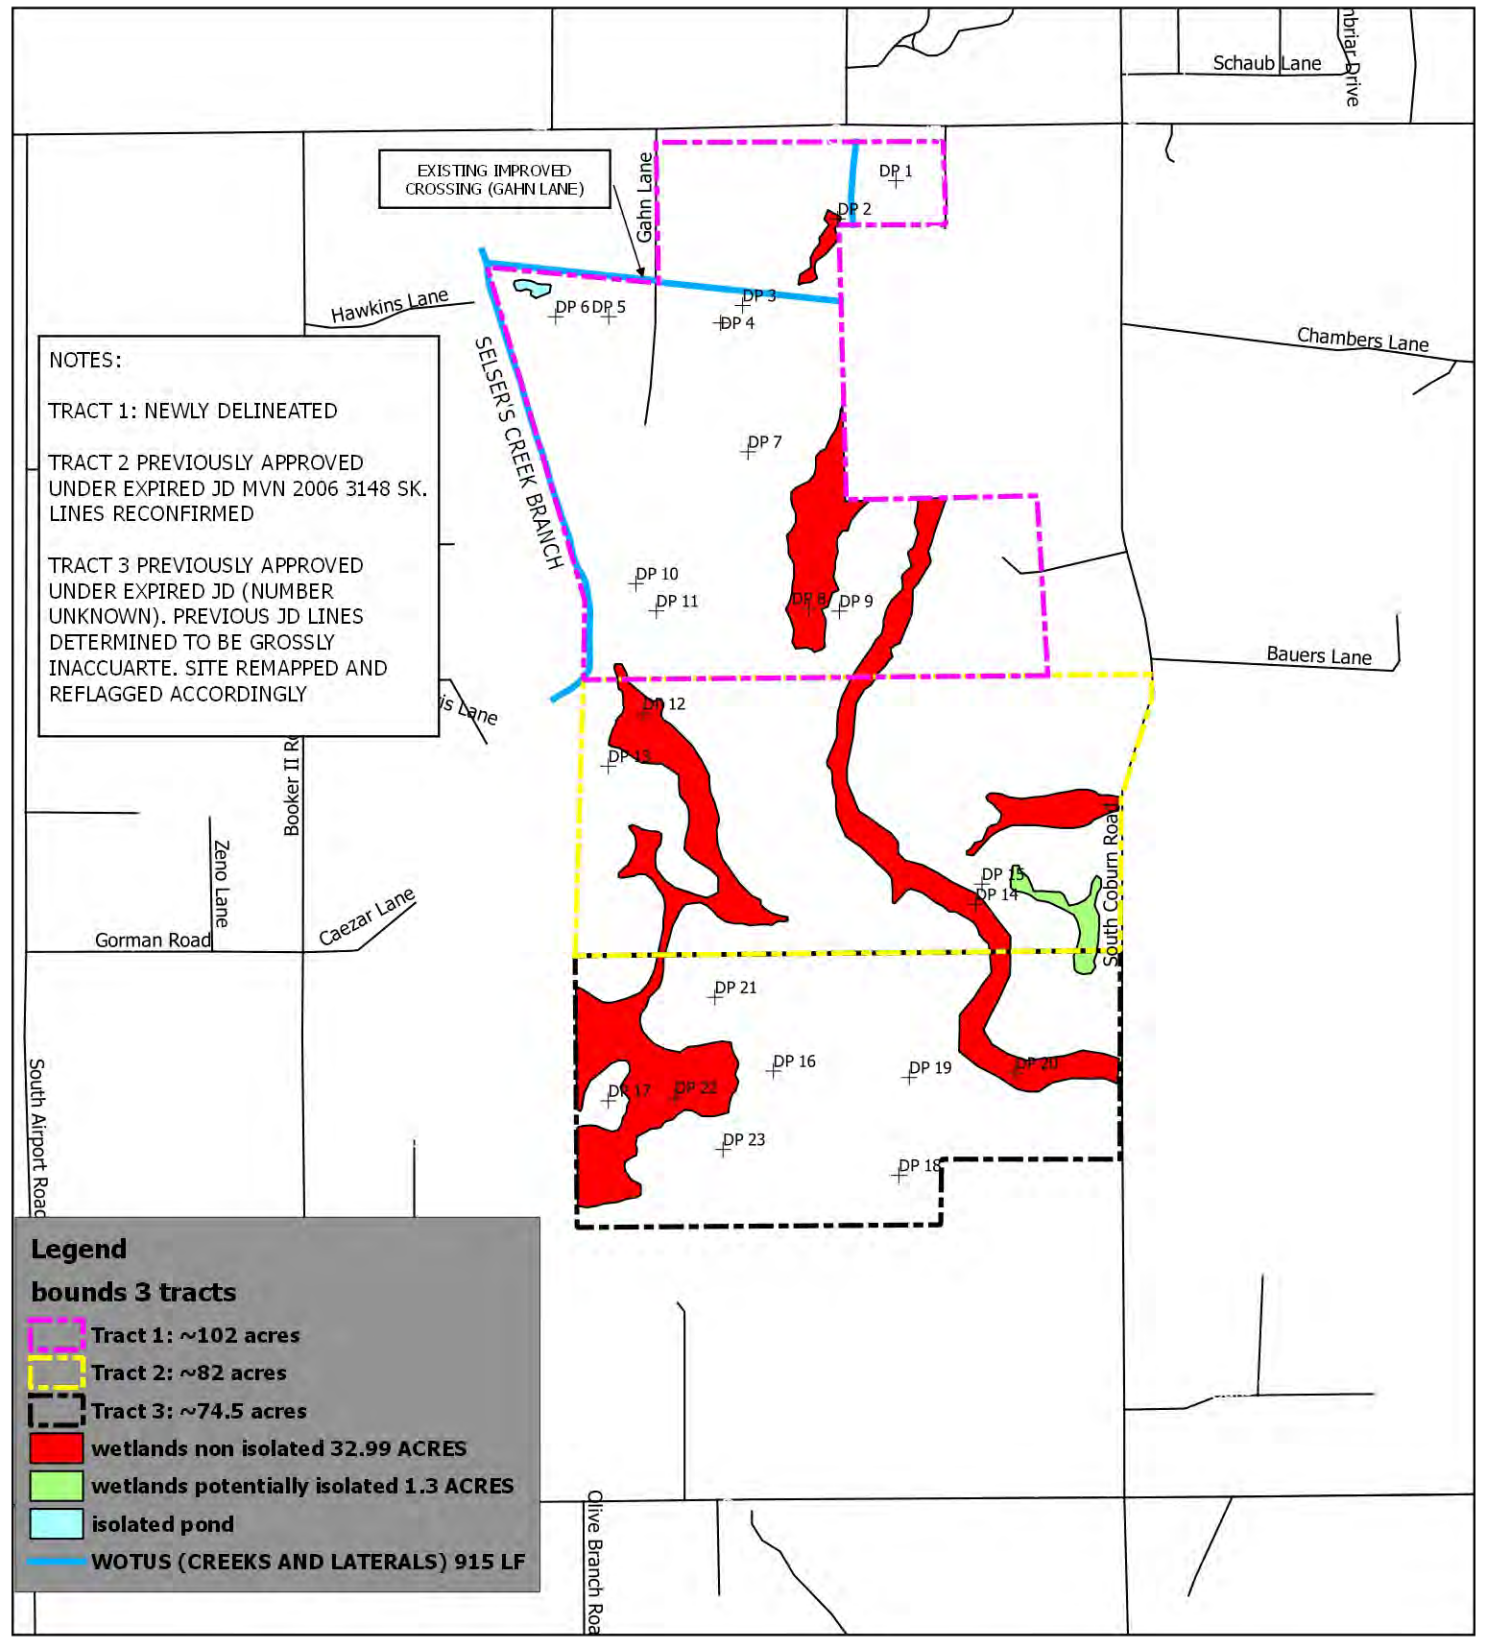 Schaub Lane
nbriar Drive
EXISTING IMPROVED
CROSSING (GAHN LANE)
Gahn Lane
DP 1
DP 2
DP 3
DP 4
DP 6
DP 5
Hawkins Lane
Chambers Lane
SELSER'S CREEK BRANCH
NOTES:
TRACT 1: NEWLY DELINEATED
TRACT 2 PREVIOUSLY APPROVED
UNDER EXPIRED JD MVN 2006 3148 SK.
LINES RECONFIRMED
TRACT 3 PREVIOUSLY APPROVED
UNDER EXPIRED JD (NUMBER
UNKNOWN). PREVIOUS JD LINES
DETERMINED TO BE GROSSLY
INACCUARTE. SITE REMAPPED AND
REFLAGGED ACCORDINGLY
DP 7
DP 10
DP 11
DP 8
DP 9
Bauers Lane
is Lane
DP 12
DP 13
Booker II Ro
Zeno Lane
Caezar Lane
Gorman Road
South Coburn Road
DP 15
DP 14
DP 21
DP 16
DP 19
DP 20
DP 17
DP 22
DP 23
DP 18
South Airport Road
Legend
bounds 3 tracts
Tract 1: ~102 acres
Tract 2: ~82 acres
Tract 3: ~74.5 acres
wetlands non isolated 32.99 ACRES
wetlands potentially isolated 1.3 ACRES
isolated pond
WOTUS (CREEKS AND LATERALS) 915 LF
Olive Branch Roa